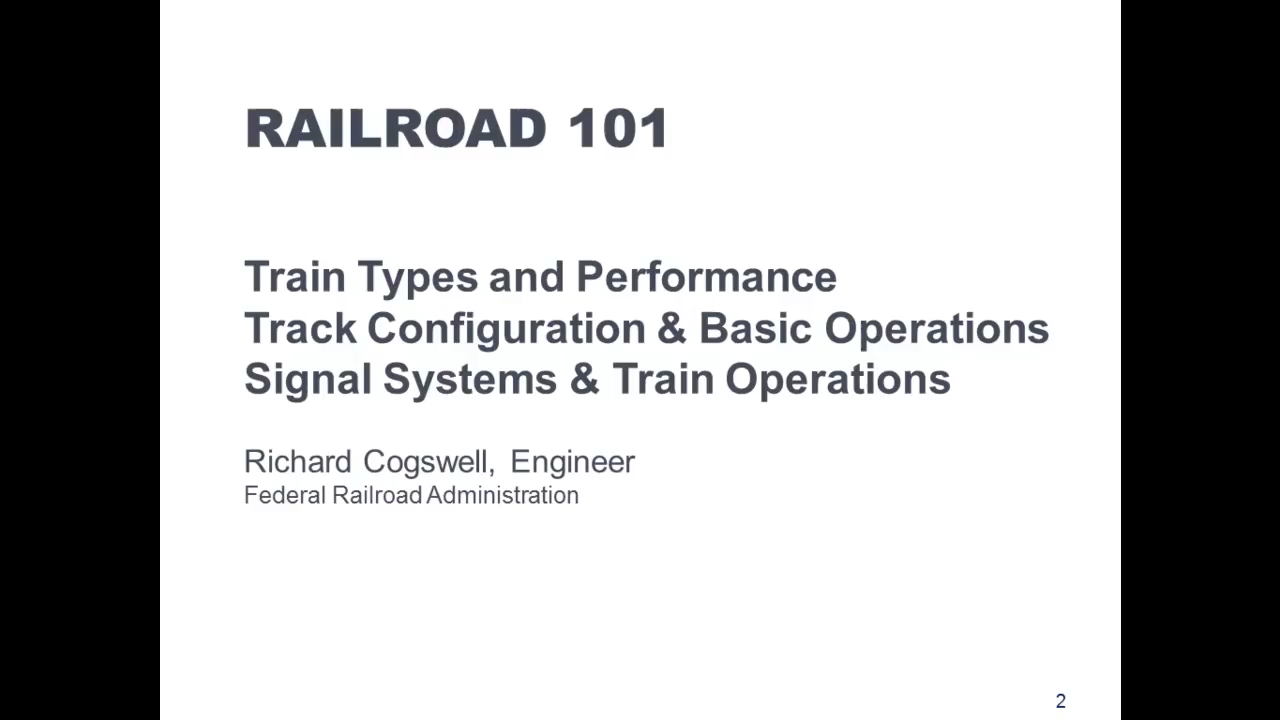 RAILROAD 101
Train Types and Performance
Track Configuration & Basic Operations
Signal Systems & Train Operations
Richard Cogswell, Engineer
Federal Railroad Administration
2